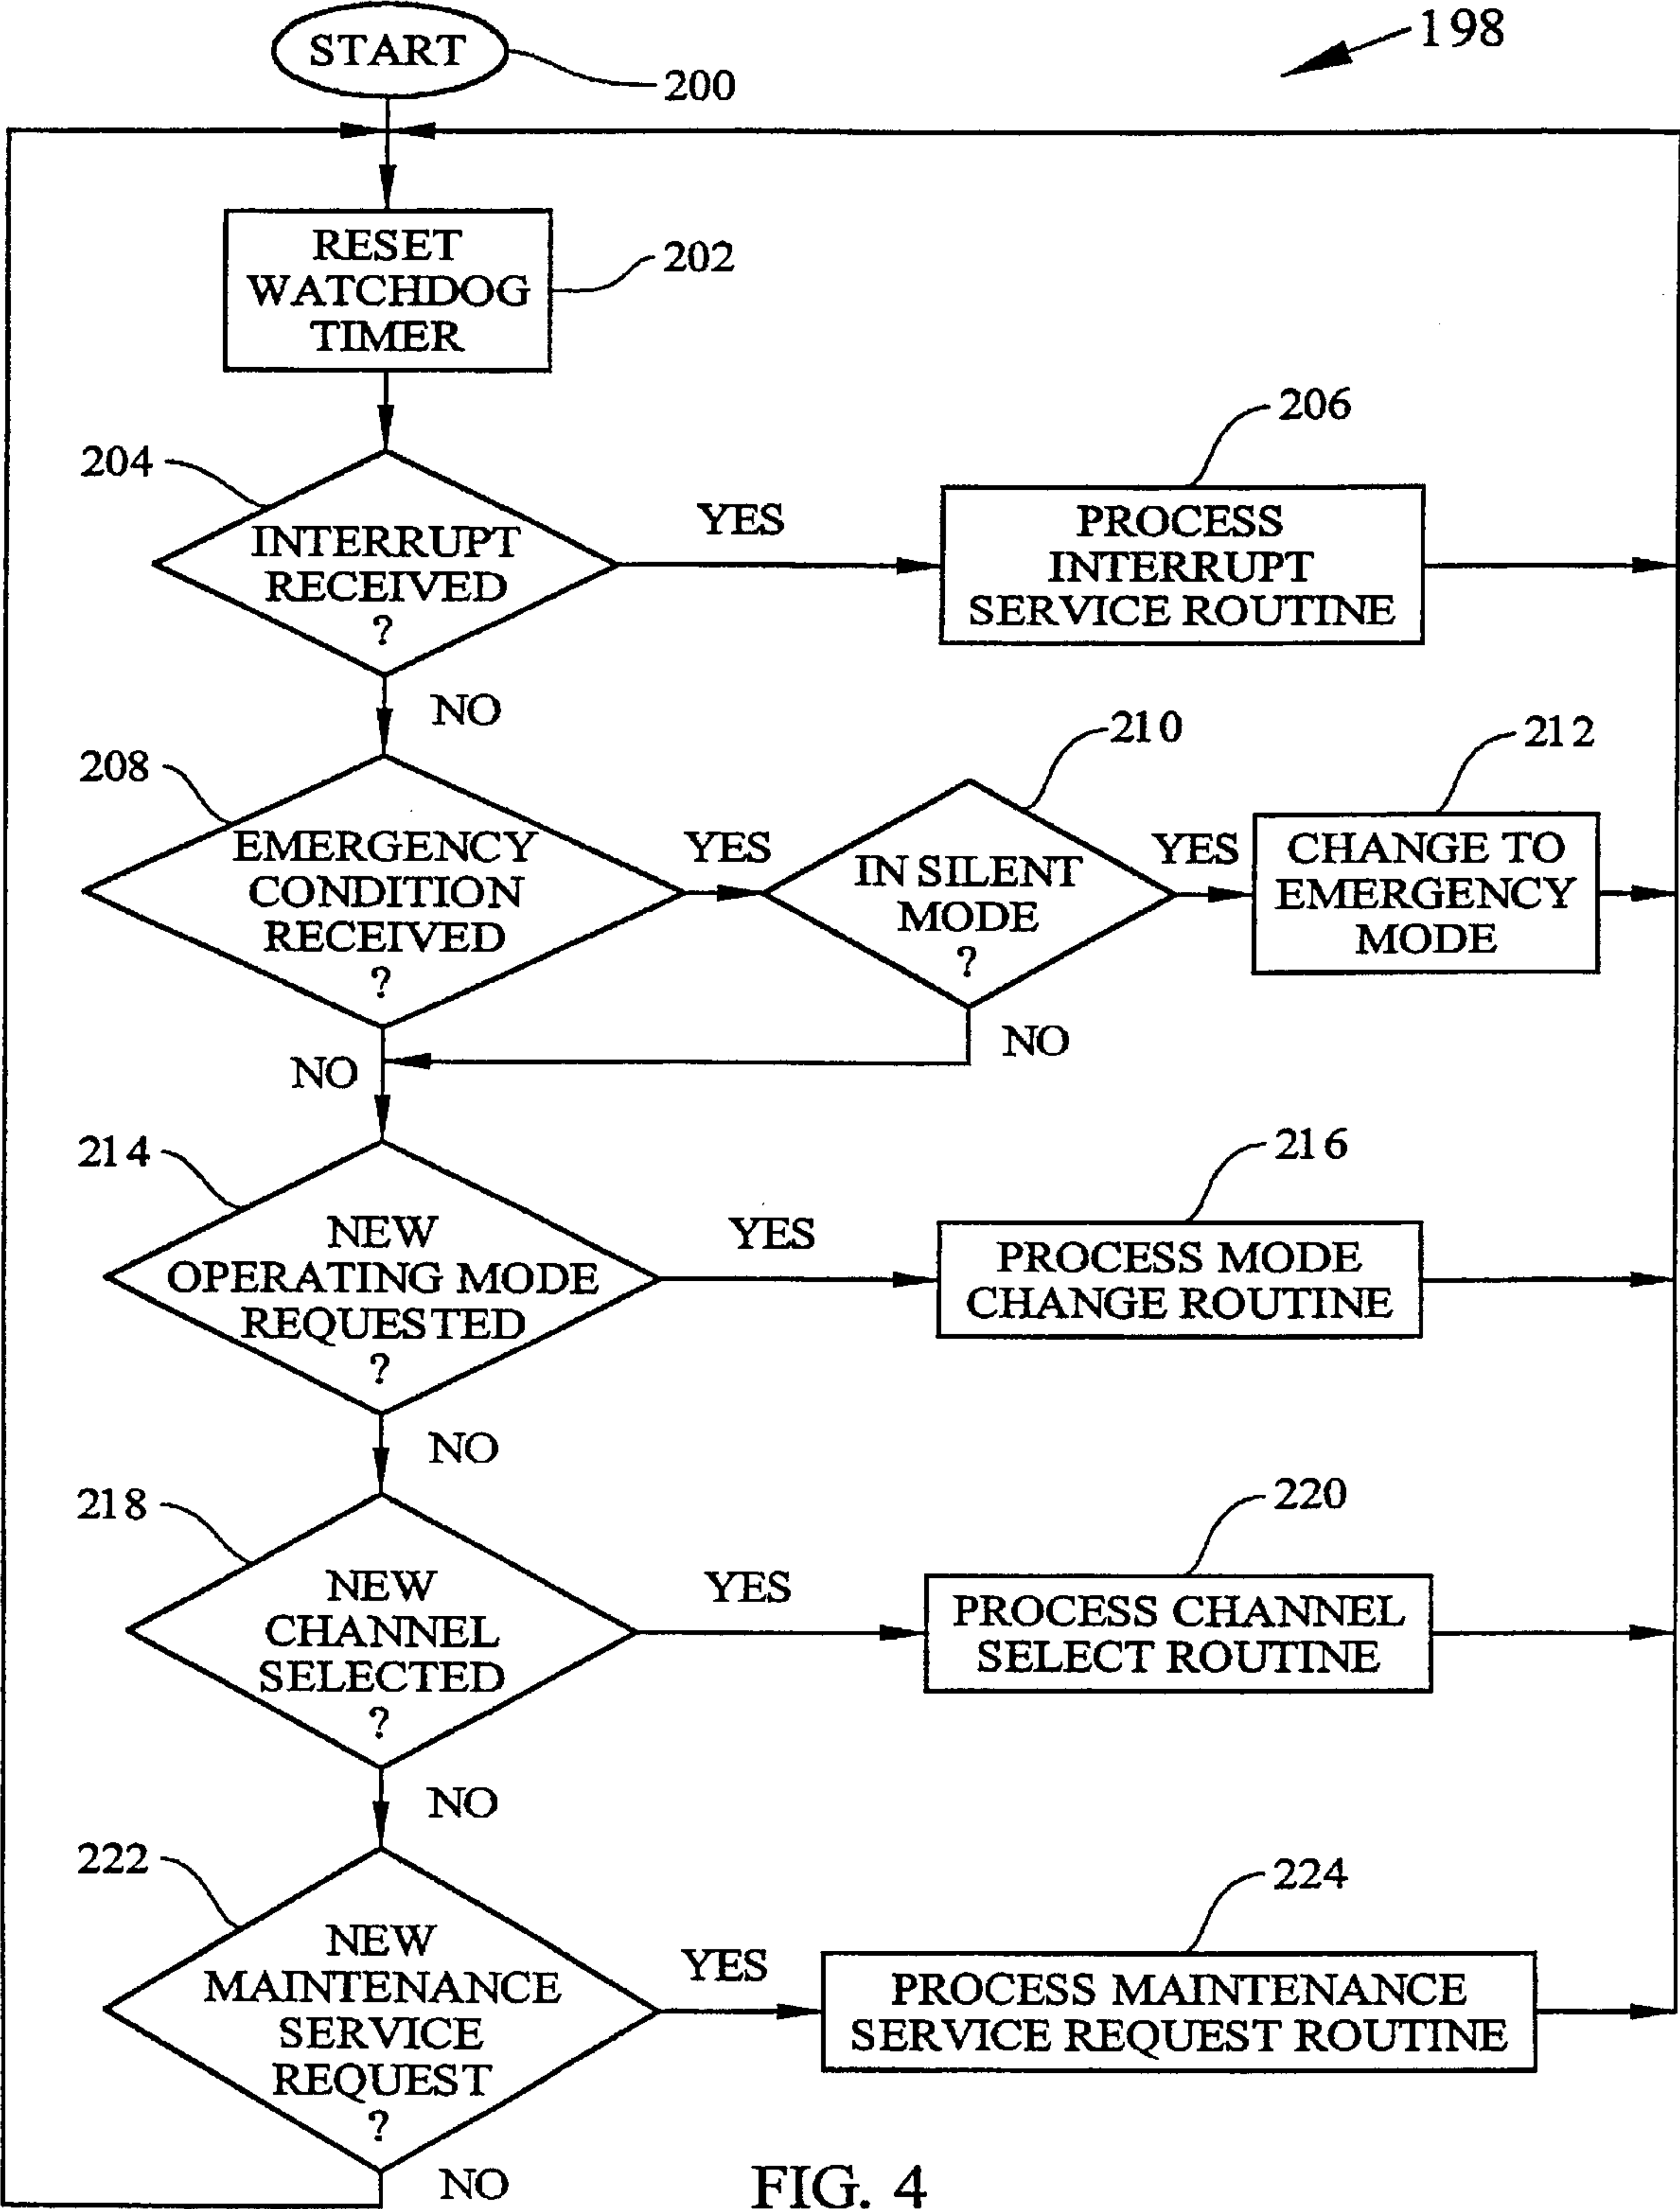 START
200
198
RESET
WATCHDOG
TIMER
202
204
INTERRUPT
RECEIVED
?
YES
206
PROCESS
INTERRUPT
SERVICE ROUTINE
NO
208
EMERGENCY
CONDITION
RECEIVED
?
YES
210
IN SILENT
MODE
?
YES
212
CHANGE TO
EMERGENCY
MODE
NO
NO
214
NEW
OPERATING MODE
REQUESTED
?
YES
216
PROCESS MODE
CHANGE ROUTINE
NO
218
NEW
CHANNEL
SELECTED
?
YES
220
PROCESS CHANNEL
SELECT ROUTINE
NO
222
NEW
MAINTENANCE
SERVICE
REQUEST
?
YES
224
PROCESS MAINTENANCE
SERVICE REQUEST ROUTINE
NO
FIG. 4